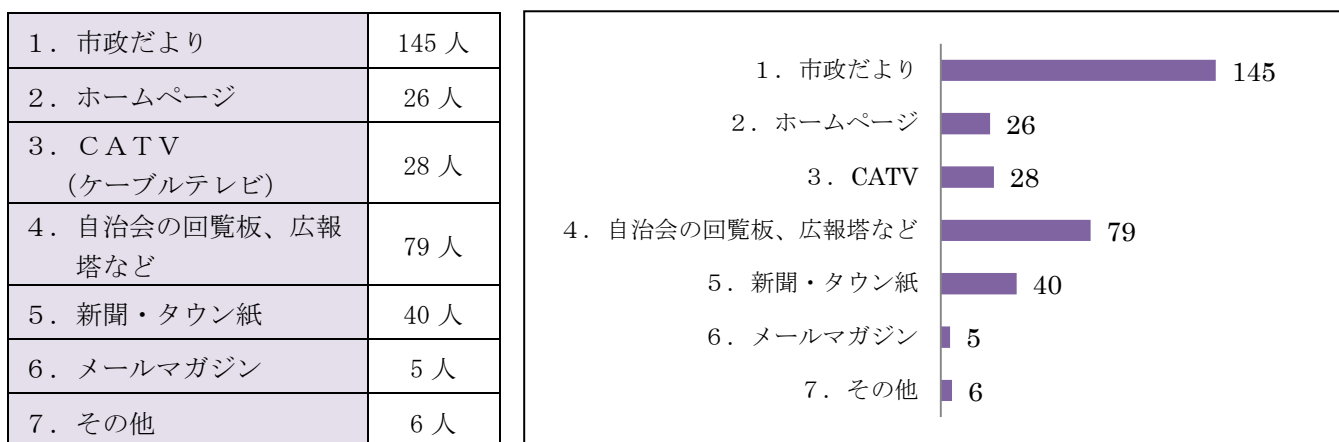 １．市政だより 145 人
２．ホームページ 26 人
３．ＣＡＴＶ
（ケーブルテレビ） 28 人
４．自治会の回覧板、広報
塔など 79 人
５．新聞・タウン紙 40 人
６．メールマガジン 5 人
７．その他 6 人
１．市政だより 145
２．ホームページ 26
３．CATV 28
４．自治会の回覧板、広報塔など 79
５．新聞・タウン紙 40
６．メールマガジン 5
７．その他 6